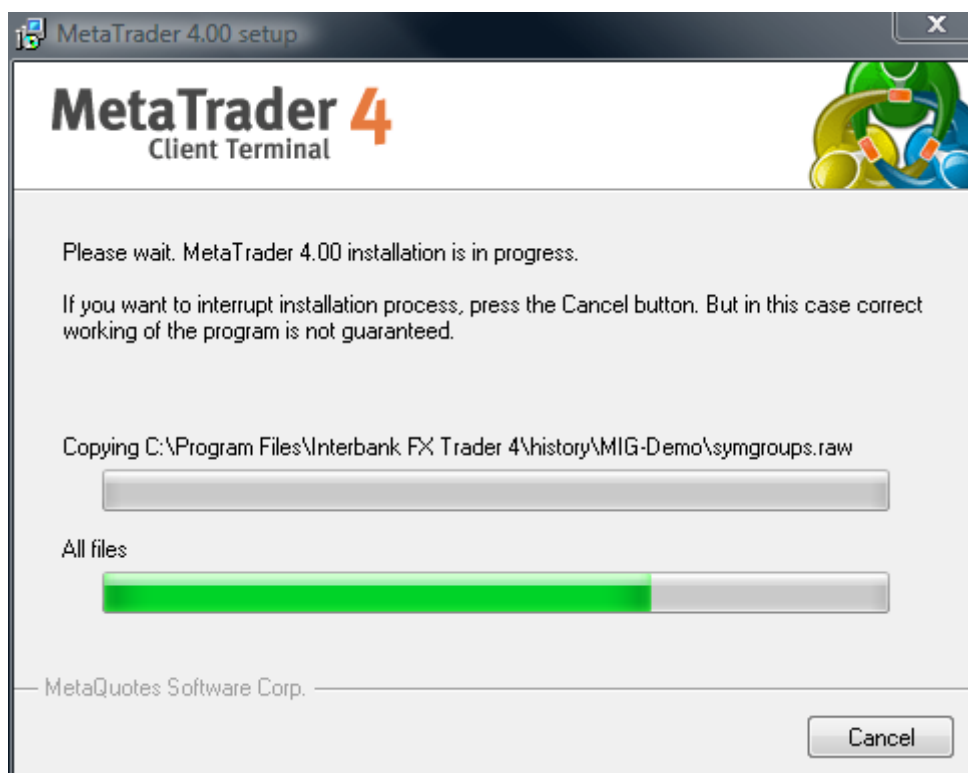 MetaTrader 4.00 setup
MetaTrader 4
Client Terminal
Please wait. MetaTrader 4.00 installation is in progress.
If you want to interrupt installation process, press the Cancel button. But in this case correct
working of the program is not guaranteed.
Copying C:\Program Files\Interbank FX Trader 4\history\MIG-Demo\symgroups.raw
All files
MetaQuotes Software Corp.
Cancel